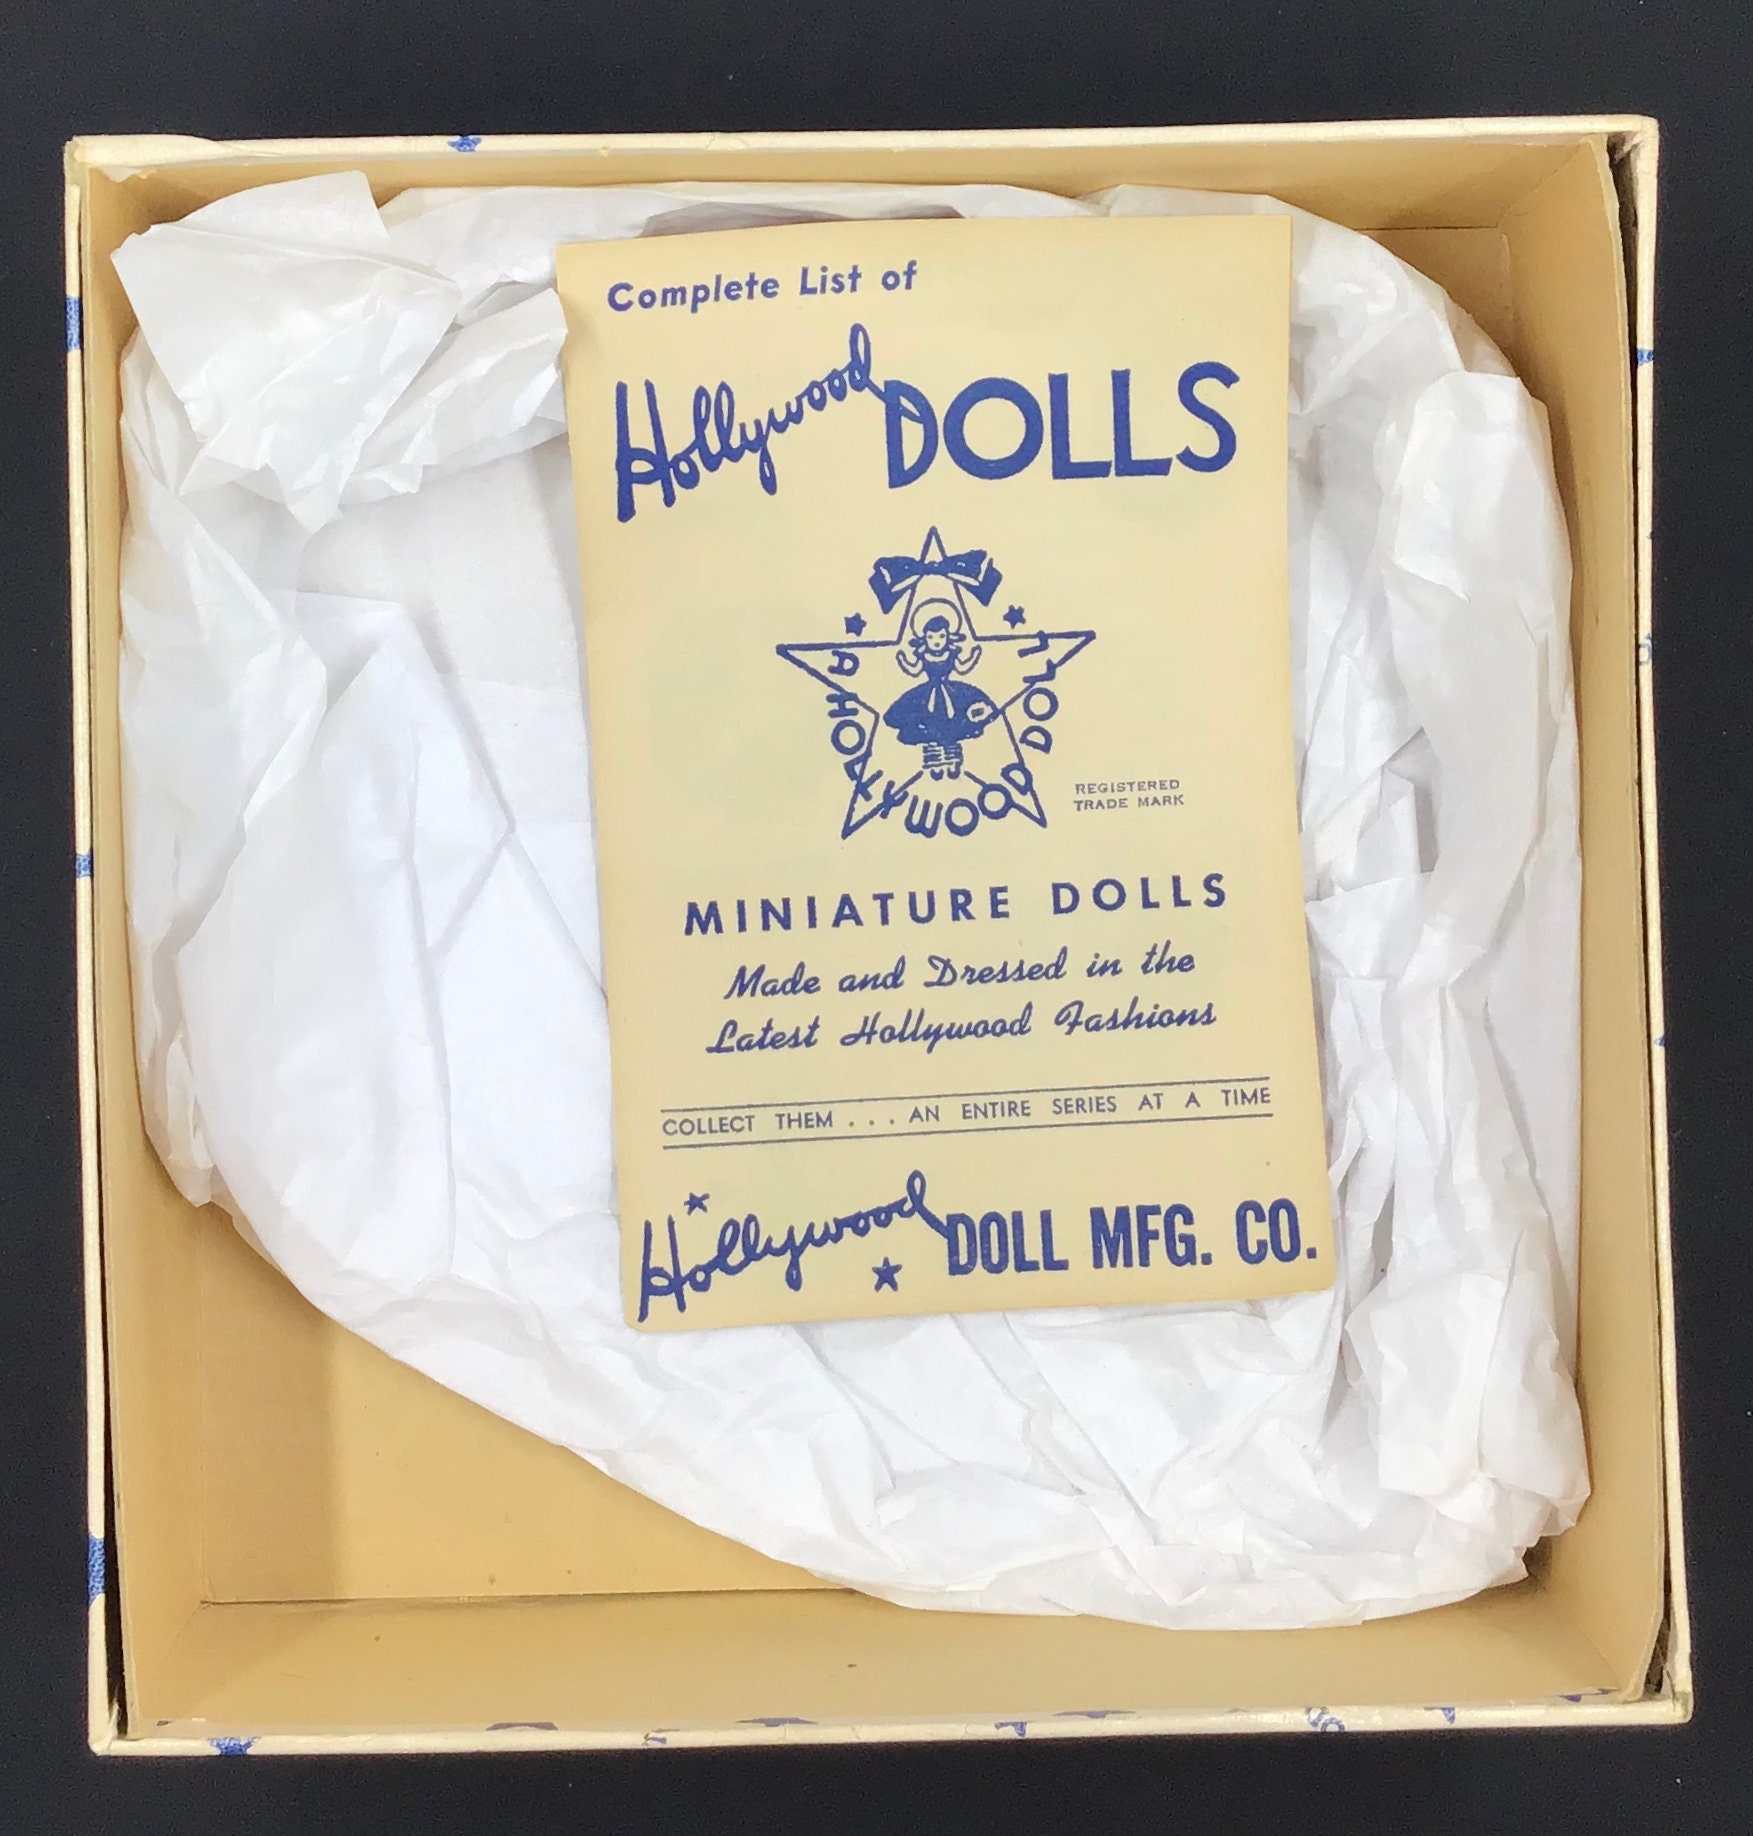 Complete List of
Hollywood DOLLS
A HOLLYWOOD DOLL
REGISTERED
TRADE MARK
MINIATURE DOLLS
Made and Dressed in the
Latest Hollywood Fashions
COLLECT THEM . . . AN ENTIRE SERIES AT A TIME
Hollywood DOLL MFG. CO.